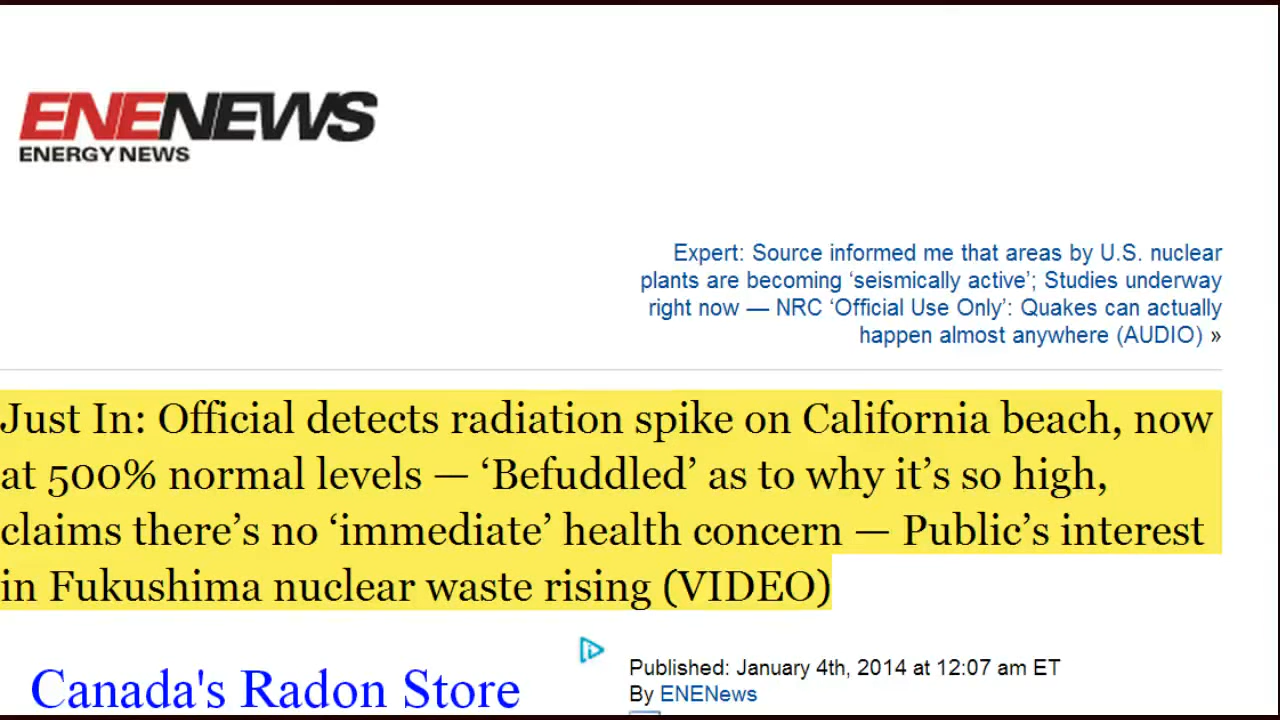 ENENEWS
ENERGY NEWS
Expert: Source informed me that areas by U.S. nuclear
plants are becoming ‘seismically active’; Studies underway
right now — NRC ‘Official Use Only’: Quakes can actually
happen almost anywhere (AUDIO) »
Just In: Official detects radiation spike on California beach, now
at 500% normal levels — ‘Befuddled’ as to why it’s so high,
claims there’s no ‘immediate’ health concern — Public’s interest
in Fukushima nuclear waste rising (VIDEO)
Canada's Radon Store
Published: January 4th, 2014 at 12:07 am ET
By ENENews